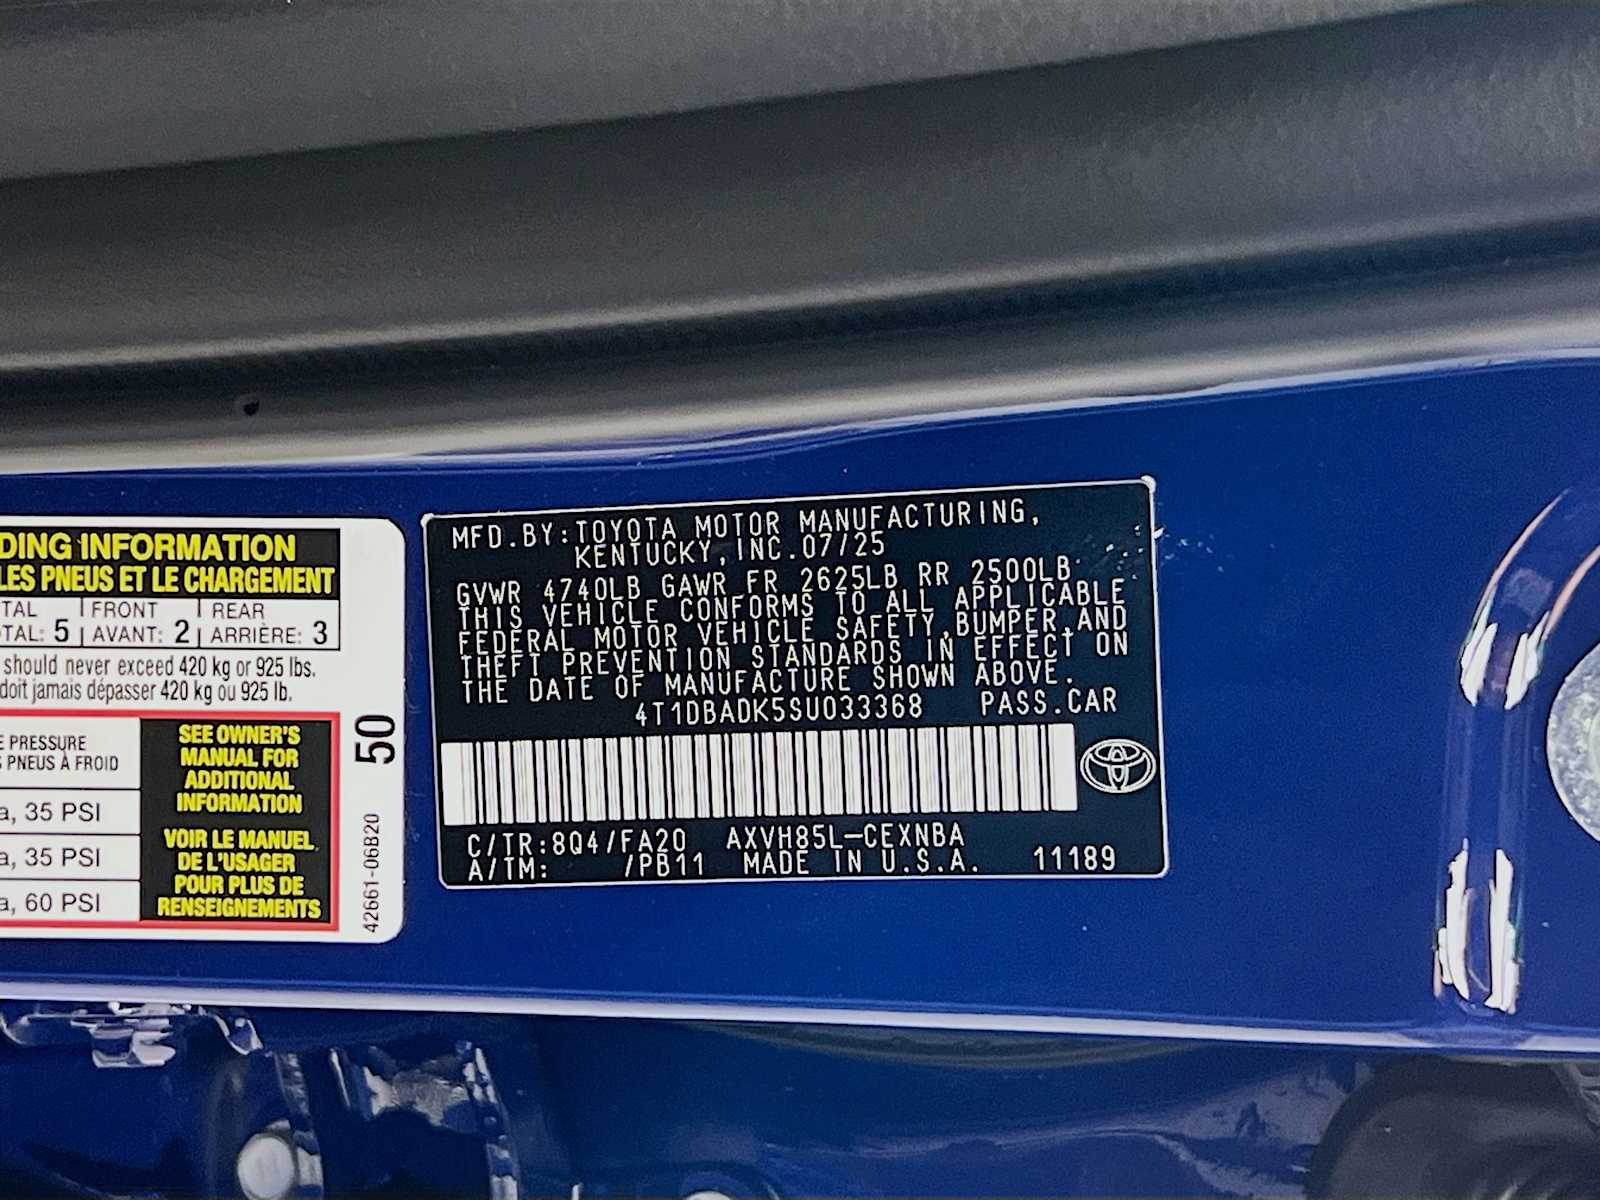 DING INFORMATION
LES PNEUS ET LE CHARGEMENT
TAL | FRONT | REAR
OTAL: 5 | AVANT: 2 | ARRIÈRE: 3
should never exceed 420 kg or 925 lbs.
doit jamais dépasser 420 kg ou 925 lb.
E PRESSURE
S PNEUS À FROID
a, 35 PSI
a, 35 PSI
a, 60 PSI
SEE OWNER'S
MANUAL FOR
ADDITIONAL
INFORMATION
VOIR LE MANUEL
DE L'USAGER
POUR PLUS DE
RENSEIGNEMENTS
50
42661-06B20
MFD.BY:TOYOTA MOTOR MANUFACTURING,
KENTUCKY,INC.07/25
GVWR 4740LB GAWR FR 2625LB RR 2500LB
THIS VEHICLE CONFORMS TO ALL APPLICABLE
FEDERAL MOTOR VEHICLE SAFETY,BUMPER,AND
THEFT PREVENTION STANDARDS IN EFFECT ON
THE DATE OF MANUFACTURE SHOWN ABOVE.
4T1DBADK5SU033368 PASS.CAR
C/TR:8Q4/FA20 AXVH85L-CEXNBA
A/TM: /PB11 MADE IN U.S.A. 11189